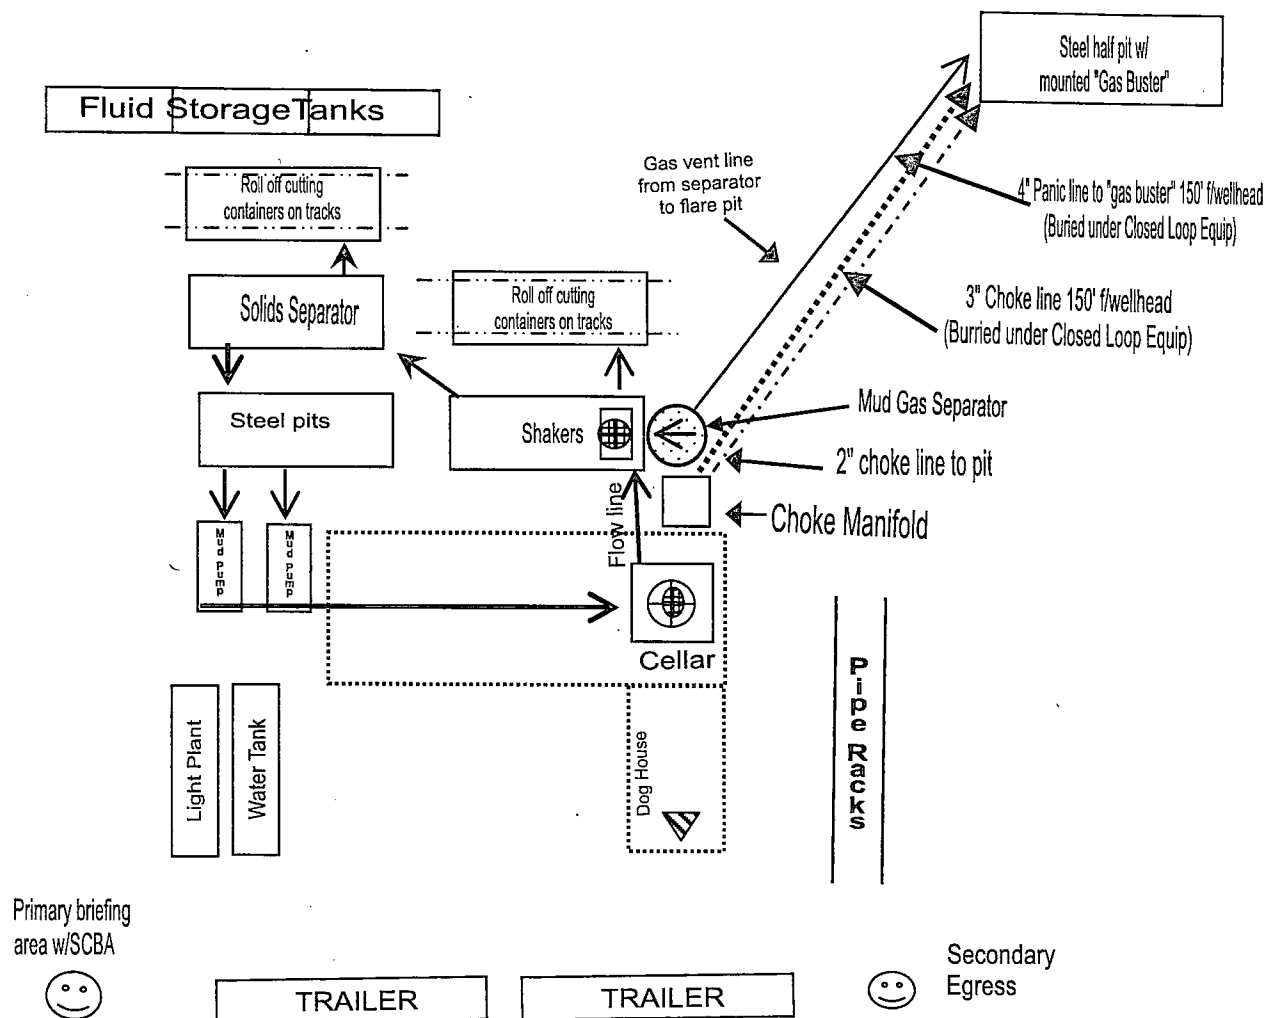 Steel half pit w/
mounted "Gas Buster"
Fluid StorageTanks
Gas vent line
from separator
to flare pit
Roll off cutting
containers on tracks
4" Panic line to "gas buster" 150' f/wellhead
(Buried under Closed Loop Equip)
Solids Separator
Roll off cutting
containers on tracks
3" Choke line 150' f/wellhead
(Burried under Closed Loop Equip)
Steel pits
Shakers
Mud Gas Separator
2" choke line to pit
Flow line
Choke Manifold
Mud Pump
Mud Pump
Cellar
Pipe Racks
Light Plant
Water Tank
Dog House
Primary briefing
area w/SCBA
Secondary
Egress
TRAILER
TRAILER